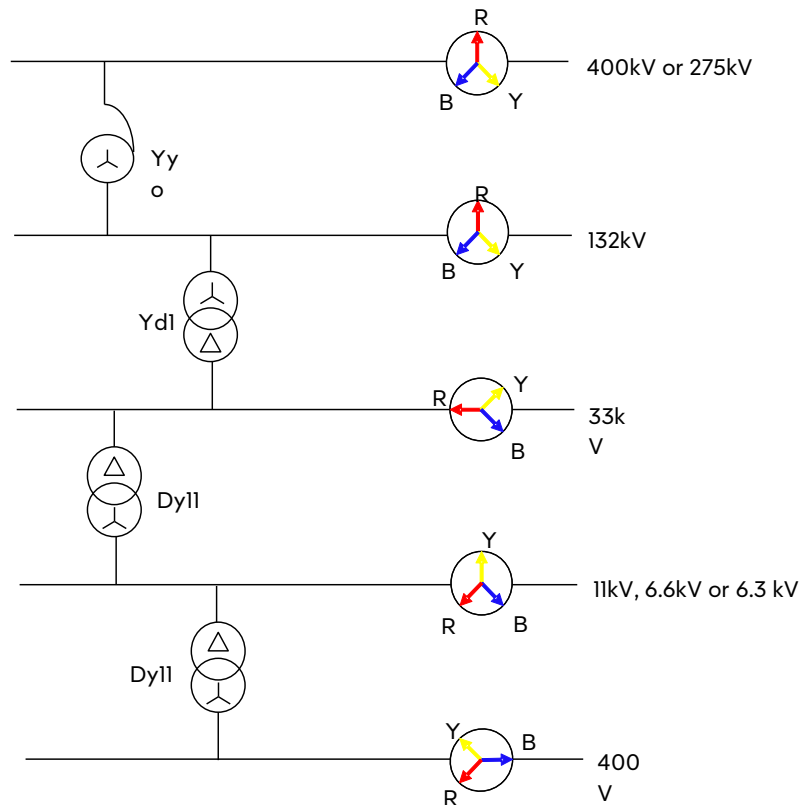 R
400kV or 275kV
B
Y
Yy
o
R
132kV
B
Y
Yd1
Y
R
33k
V
B
Dy11
Y
11kV, 6.6kV or 6.3 kV
R
B
Dy11
Y
B
400
V
R